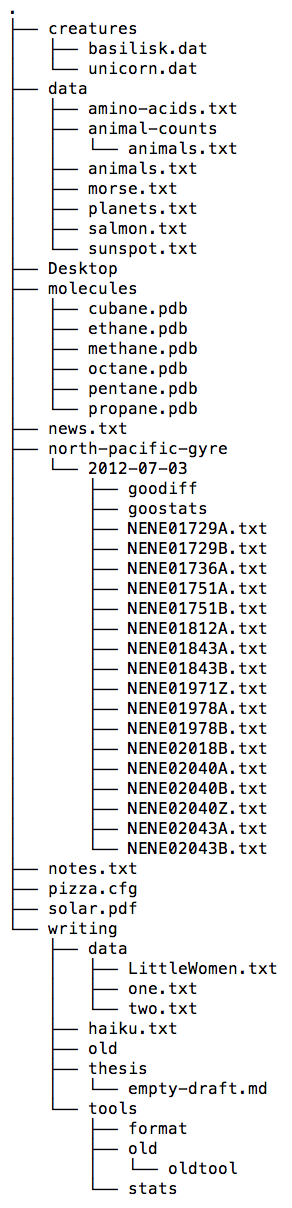 .
├── creatures
│   ├── basilisk.dat
│   └── unicorn.dat
├── data
│   ├── amino-acids.txt
│   ├── animal-counts
│   │   └── animals.txt
│   ├── animals.txt
│   ├── morse.txt
│   ├── planets.txt
│   ├── salmon.txt
│   └── sunspot.txt
├── Desktop
├── molecules
│   ├── cubane.pdb
│   ├── ethane.pdb
│   ├── methane.pdb
│   ├── octane.pdb
│   ├── pentane.pdb
│   └── propane.pdb
├── news.txt
├── north-pacific-gyre
│   └── 2012-07-03
│       ├── goodiff
│       ├── goostats
│       ├── NENE01729A.txt
│       ├── NENE01729B.txt
│       ├── NENE01736A.txt
│       ├── NENE01751A.txt
│       ├── NENE01751B.txt
│       ├── NENE01812A.txt
│       ├── NENE01843A.txt
│       ├── NENE01843B.txt
│       ├── NENE01971Z.txt
│       ├── NENE01978A.txt
│       ├── NENE01978B.txt
│       ├── NENE02018B.txt
│       ├── NENE02040A.txt
│       ├── NENE02040B.txt
│       ├── NENE02040Z.txt
│       ├── NENE02043A.txt
│       └── NENE02043B.txt
├── notes.txt
├── pizza.cfg
├── solar.pdf
└── writing
    ├── data
    │   ├── LittleWomen.txt
    │   ├── one.txt
    │   └── two.txt
    ├── haiku.txt
    ├── old
    ├── thesis
    │   └── empty-draft.md
    └── tools
        ├── format
        ├── old
        │   └── oldtool
        └── stats